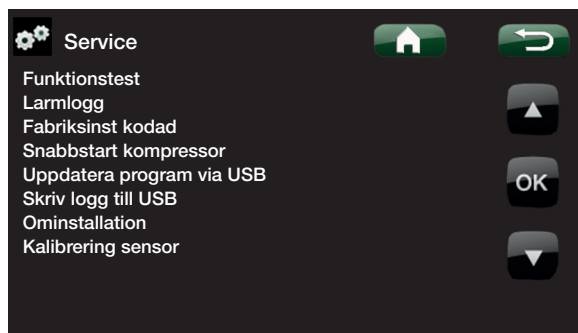 Service
Funktionstest
Larmlogg
Fabriksinst kodad
Snabbstart kompressor
Uppdatera program via USB
OK
Skriv logg till USB
Ominstallation
Kalibrering sensor